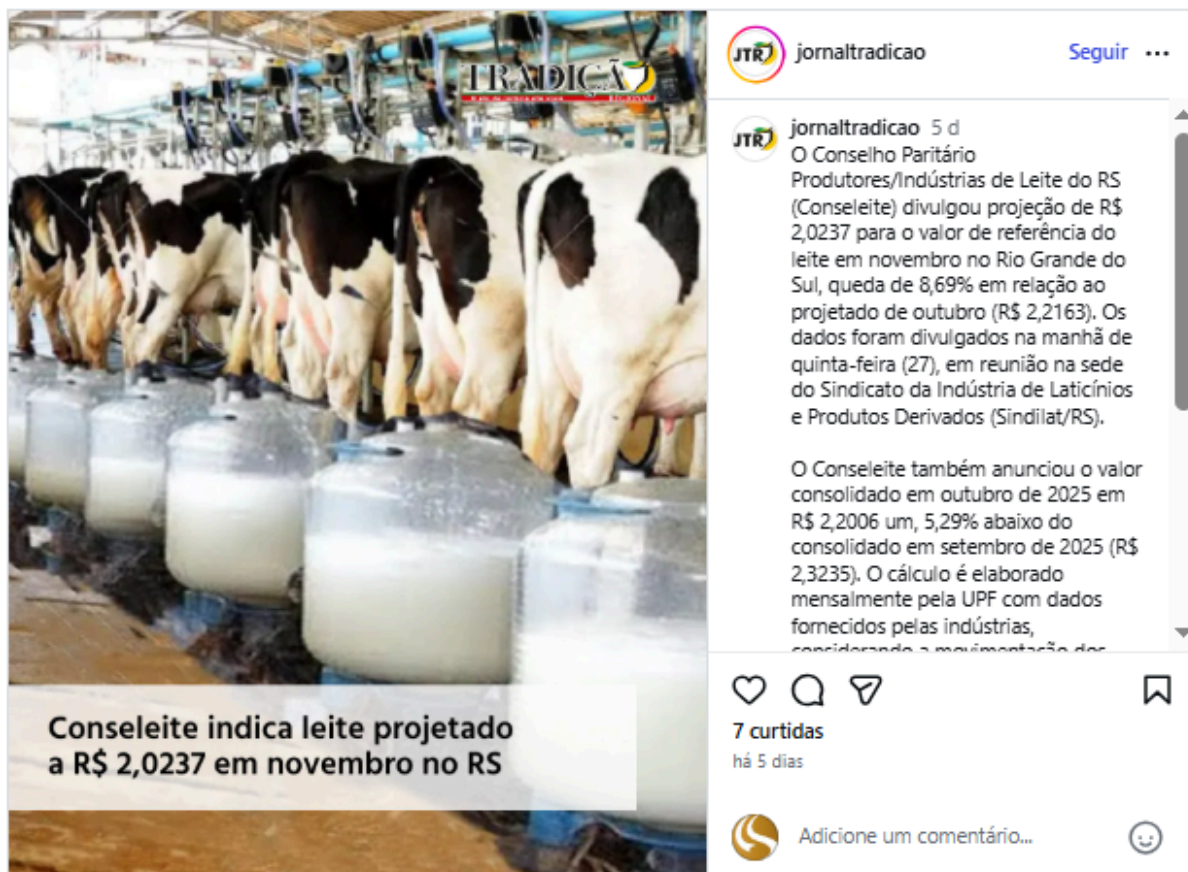 TRADIÇÃO
Conseleite indica leite projetado
a R$ 2,0237 em novembro no RS
JTR
jornaltradicao
Seguir
JTR
jornaltradicao 5 d
O Conselho Paritário
Produtores/Indústrias de Leite do RS
(Conseleite) divulgou projeção de R$
2,0237 para o valor de referência do
leite em novembro no Rio Grande do
Sul, queda de 8,69% em relação ao
projetado de outubro (R$ 2,2163). Os
dados foram divulgados na manhã de
quinta-feira (27), em reunião na sede
do Sindicato da Indústria de Laticínios
e Produtos Derivados (Sindilat/RS).
O Conseleite também anunciou o valor
consolidado em outubro de 2025 em
R$ 2,2006 um, 5,29% abaixo do
consolidado em setembro de 2025 (R$
2,3235). O cálculo é elaborado
mensalmente pela UPF com dados
fornecidos pelas indústrias,
considerando a movimentação dos
7 curtidas
há 5 dias
Adicione um comentário...